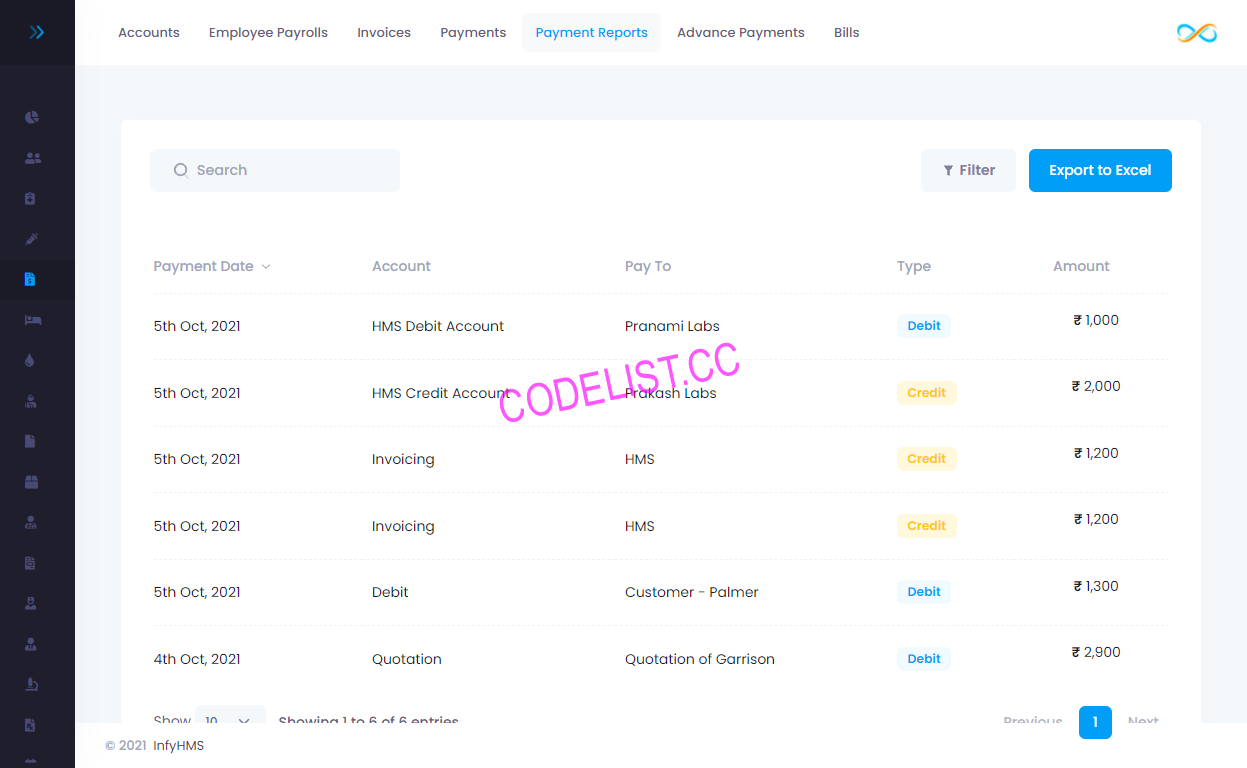 Accounts Employee Payrolls Invoices Payments Payment Reports Advance Payments Bills
Search Filter Export to Excel
Payment Date Account Pay To Type Amount
5th Oct, 2021 HMS Debit Account Pranami Labs Debit ₹ 1,000
5th Oct, 2021 HMS Credit Account Prakash Labs Credit ₹ 2,000
CODELIST.CC
5th Oct, 2021 Invoicing HMS Credit ₹ 1,200
5th Oct, 2021 Invoicing HMS Credit ₹ 1,200
5th Oct, 2021 Debit Customer - Palmer Debit ₹ 1,300
4th Oct, 2021 Quotation Quotation of Garrison Debit ₹ 2,900
Show 10 Showing 1 to 6 of 6 entries Previous 1 Next
© 2021 InfyHMS